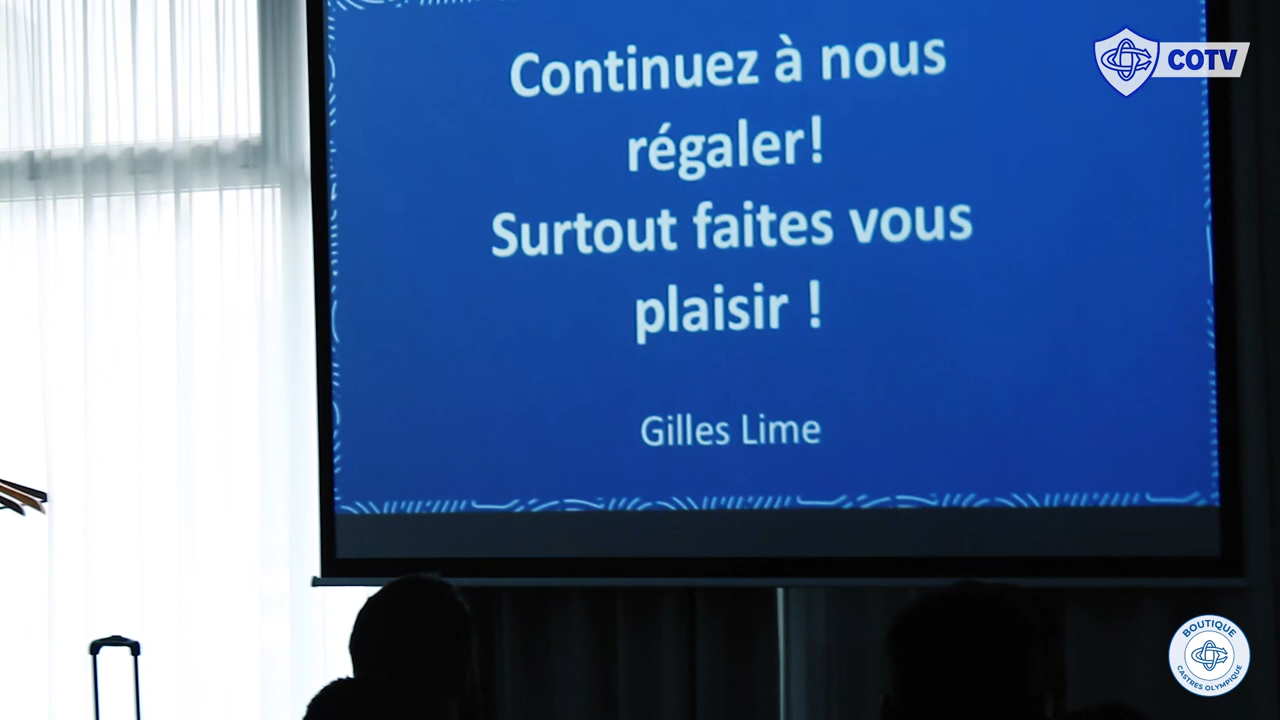 Continuez à nous
régaler!
Surtout faites vous
plaisir !
Gilles Lime
COTV
BOUTIQUE
CASTRES OLYMPIQUE